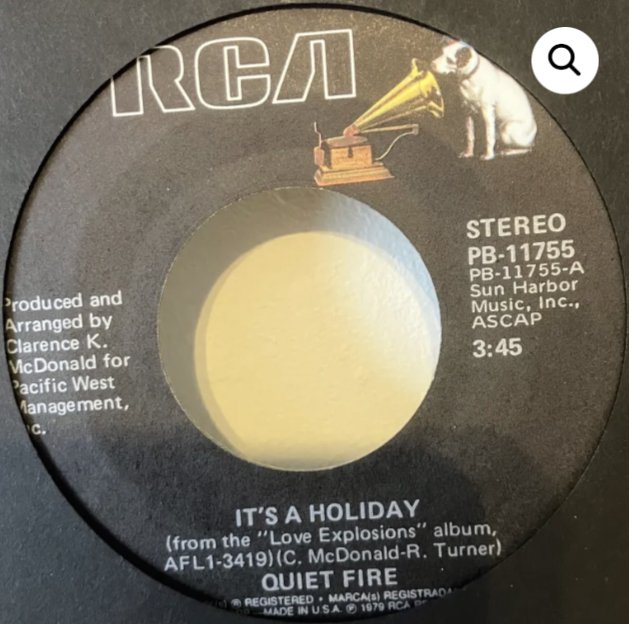 RCA
STEREO
PB-11755
PB-11755-A
Sun Harbor
Music, Inc.,
ASCAP
3:45
Produced and
Arranged by
Clarence K.
McDonald for
Pacific West
Management,
IT'S A HOLIDAY
(from the "Love Explosions" album,
AFL1-3419)(C. McDonald-R. Turner)
QUIET FIRE
® REGISTERED • MARCA(s) REGISTRADA
MADE IN U.S.A. ℗ 1979 RCA